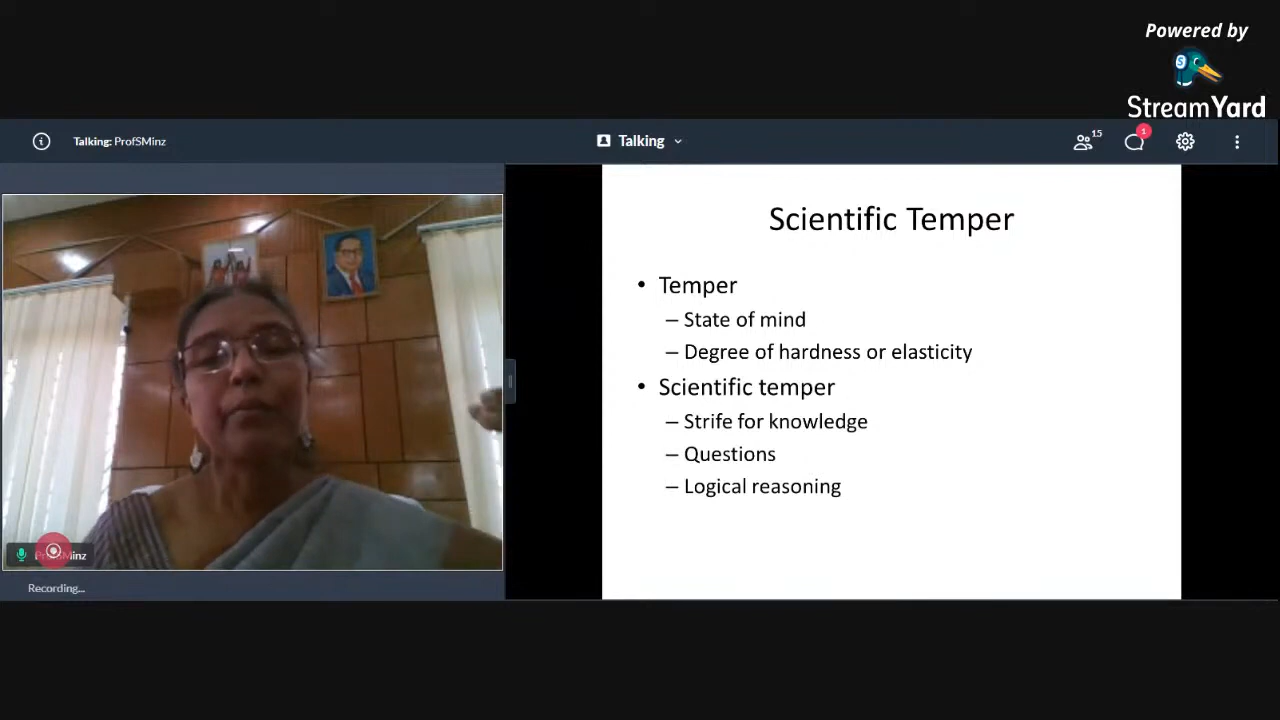 Powered by
StreamYard
Talking: ProfSMinz
Talking
15
1
Scientific Temper
• Temper
– State of mind
– Degree of hardness or elasticity
• Scientific temper
– Strife for knowledge
– Questions
– Logical reasoning
ProfSMinz
Recording...